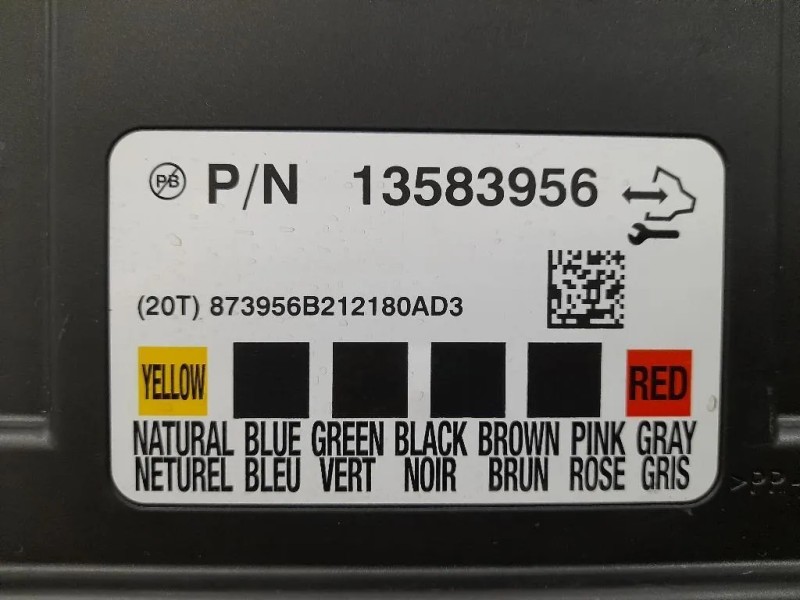 PB P/N 13583956
(20T) 873956B212180AD3
YELLOW RED
NATURAL BLUE GREEN BLACK BROWN PINK GRAY
NETUREL BLEU VERT NOIR BRUN ROSE GRIS
>PP-